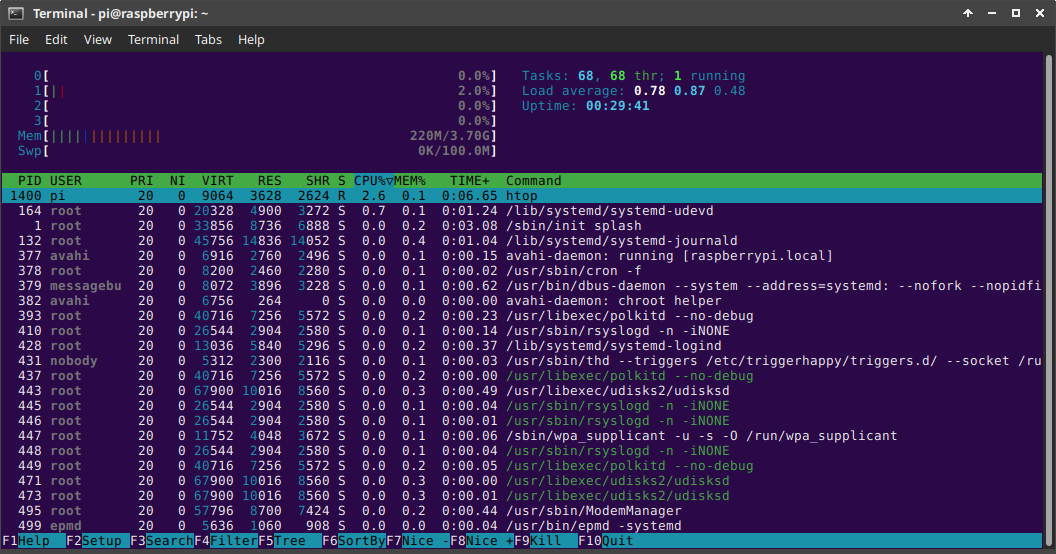 Terminal - pi@raspberrypi: ~
File Edit View Terminal Tabs Help
0[ 0.0%] Tasks: 68, 68 thr; 1 running
1[|| 2.0%] Load average: 0.78 0.87 0.48
2[ 0.0%] Uptime: 00:29:41
3[ 0.0%]
Mem[|||||||||||||| 220M/3.70G]
Swp[ 0K/100.0M]
PID USER PRI NI VIRT RES SHR S CPU%▽MEM% TIME+ Command
1400 pi 20 0 9064 3628 2624 R 2.6 0.1 0:06.65 htop
164 root 20 0 20328 4900 3272 S 0.7 0.1 0:01.24 /lib/systemd/systemd-udevd
1 root 20 0 33856 8736 6888 S 0.0 0.2 0:03.08 /sbin/init splash
132 root 20 0 45756 14836 14052 S 0.0 0.4 0:01.04 /lib/systemd/systemd-journald
377 avahi 20 0 6916 2760 2496 S 0.0 0.1 0:00.15 avahi-daemon: running [raspberrypi.local]
378 root 20 0 8200 2460 2280 S 0.0 0.1 0:00.02 /usr/sbin/cron -f
379 messagebu 20 0 8072 3896 3228 S 0.0 0.1 0:00.62 /usr/bin/dbus-daemon --system --address=systemd: --nofork --nopidfi
382 avahi 20 0 6756 264 0 S 0.0 0.0 0:00.00 avahi-daemon: chroot helper
393 root 20 0 40716 7256 5572 S 0.0 0.2 0:00.23 /usr/libexec/polkitd --no-debug
410 root 20 0 26544 2904 2580 S 0.0 0.1 0:00.14 /usr/sbin/rsyslogd -n -iNONE
428 root 20 0 13036 5840 5296 S 0.0 0.2 0:00.37 /lib/systemd/systemd-logind
431 nobody 20 0 5312 2300 2116 S 0.0 0.1 0:00.03 /usr/sbin/thd --triggers /etc/triggerhappy/triggers.d/ --socket /ru
437 root 20 0 40716 7256 5572 S 0.0 0.2 0:00.00 /usr/libexec/polkitd --no-debug
443 root 20 0 67900 10016 8560 S 0.0 0.3 0:00.49 /usr/libexec/udisks2/udisksd
445 root 20 0 26544 2904 2580 S 0.0 0.1 0:00.04 /usr/sbin/rsyslogd -n -iNONE
446 root 20 0 26544 2904 2580 S 0.0 0.1 0:00.01 /usr/sbin/rsyslogd -n -iNONE
447 root 20 0 11752 4048 3672 S 0.0 0.1 0:00.06 /sbin/wpa_supplicant -u -s -O /run/wpa_supplicant
448 root 20 0 26544 2904 2580 S 0.0 0.1 0:00.04 /usr/sbin/rsyslogd -n -iNONE
449 root 20 0 40716 7256 5572 S 0.0 0.2 0:00.05 /usr/libexec/polkitd --no-debug
471 root 20 0 67900 10016 8560 S 0.0 0.3 0:00.00 /usr/libexec/udisks2/udisksd
473 root 20 0 67900 10016 8560 S 0.0 0.3 0:00.01 /usr/libexec/udisks2/udisksd
495 root 20 0 57796 8700 7424 S 0.0 0.2 0:00.44 /usr/sbin/ModemManager
499 epmd 20 0 5636 1060 908 S 0.0 0.0 0:00.04 /usr/bin/epmd -systemd
F1Help F2Setup F3SearchF4FilterF5Tree F6SortByF7Nice -F8Nice +F9Kill F10Quit